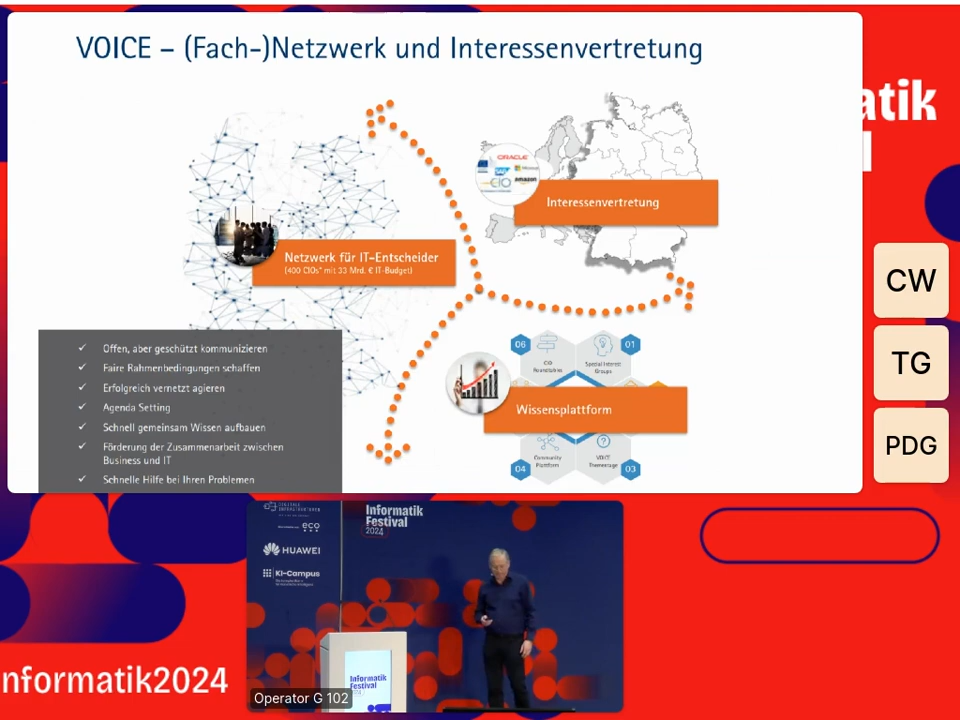 VOICE – (Fach-)Netzwerk und Interessenvertretung
atik
ORACLE
SAP
Microsoft
amazon
CIO
Interessenvertretung
Netzwerk für IT-Entscheider
(400 CIOs* mit 33 Mrd. € IT-Budget)
✓ Offen, aber geschützt kommunizieren
✓ Faire Rahmenbedingungen schaffen
✓ Erfolgreich vernetzt agieren
✓ Agenda Setting
✓ Schnell gemeinsam Wissen aufbauen
✓ Förderung der Zusammenarbeit zwischen
Business und IT
✓ Schnelle Hilfe bei Ihren Problemen
06
01
CIO
Roundtables
Special Interest
Groups
Wissensplattform
Community
Plattform
VOICE
Thementage
04
03
CW
TG
PDG
eco
HUAWEI
KI-Campus
Informatik
Festival
2024
Informatik
Festival
Operator G 102
nformatik2024